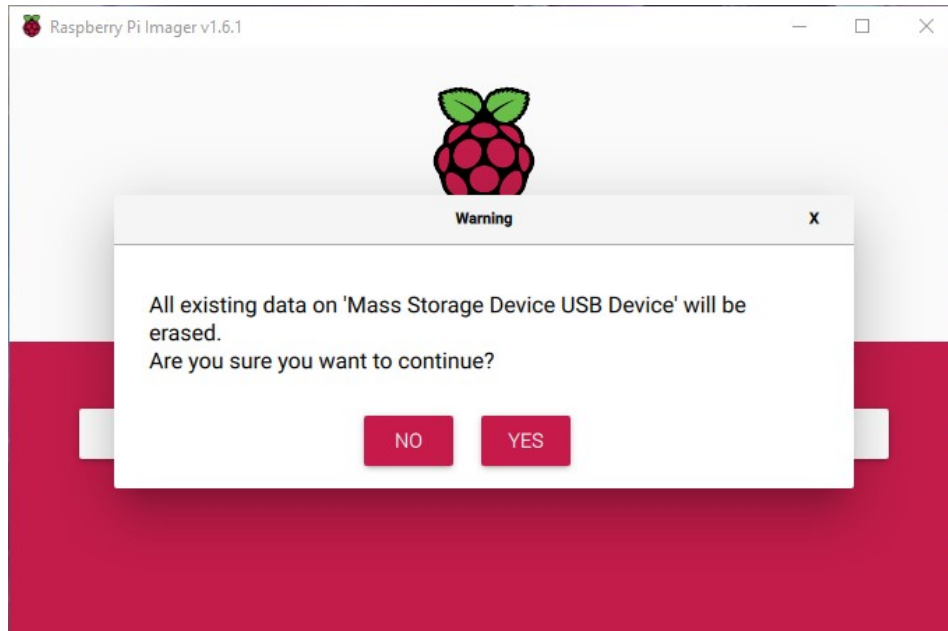 Raspberry Pi Imager v1.6.1
Warning
X
All existing data on 'Mass Storage Device USB Device' will be
erased.
Are you sure you want to continue?
NO YES